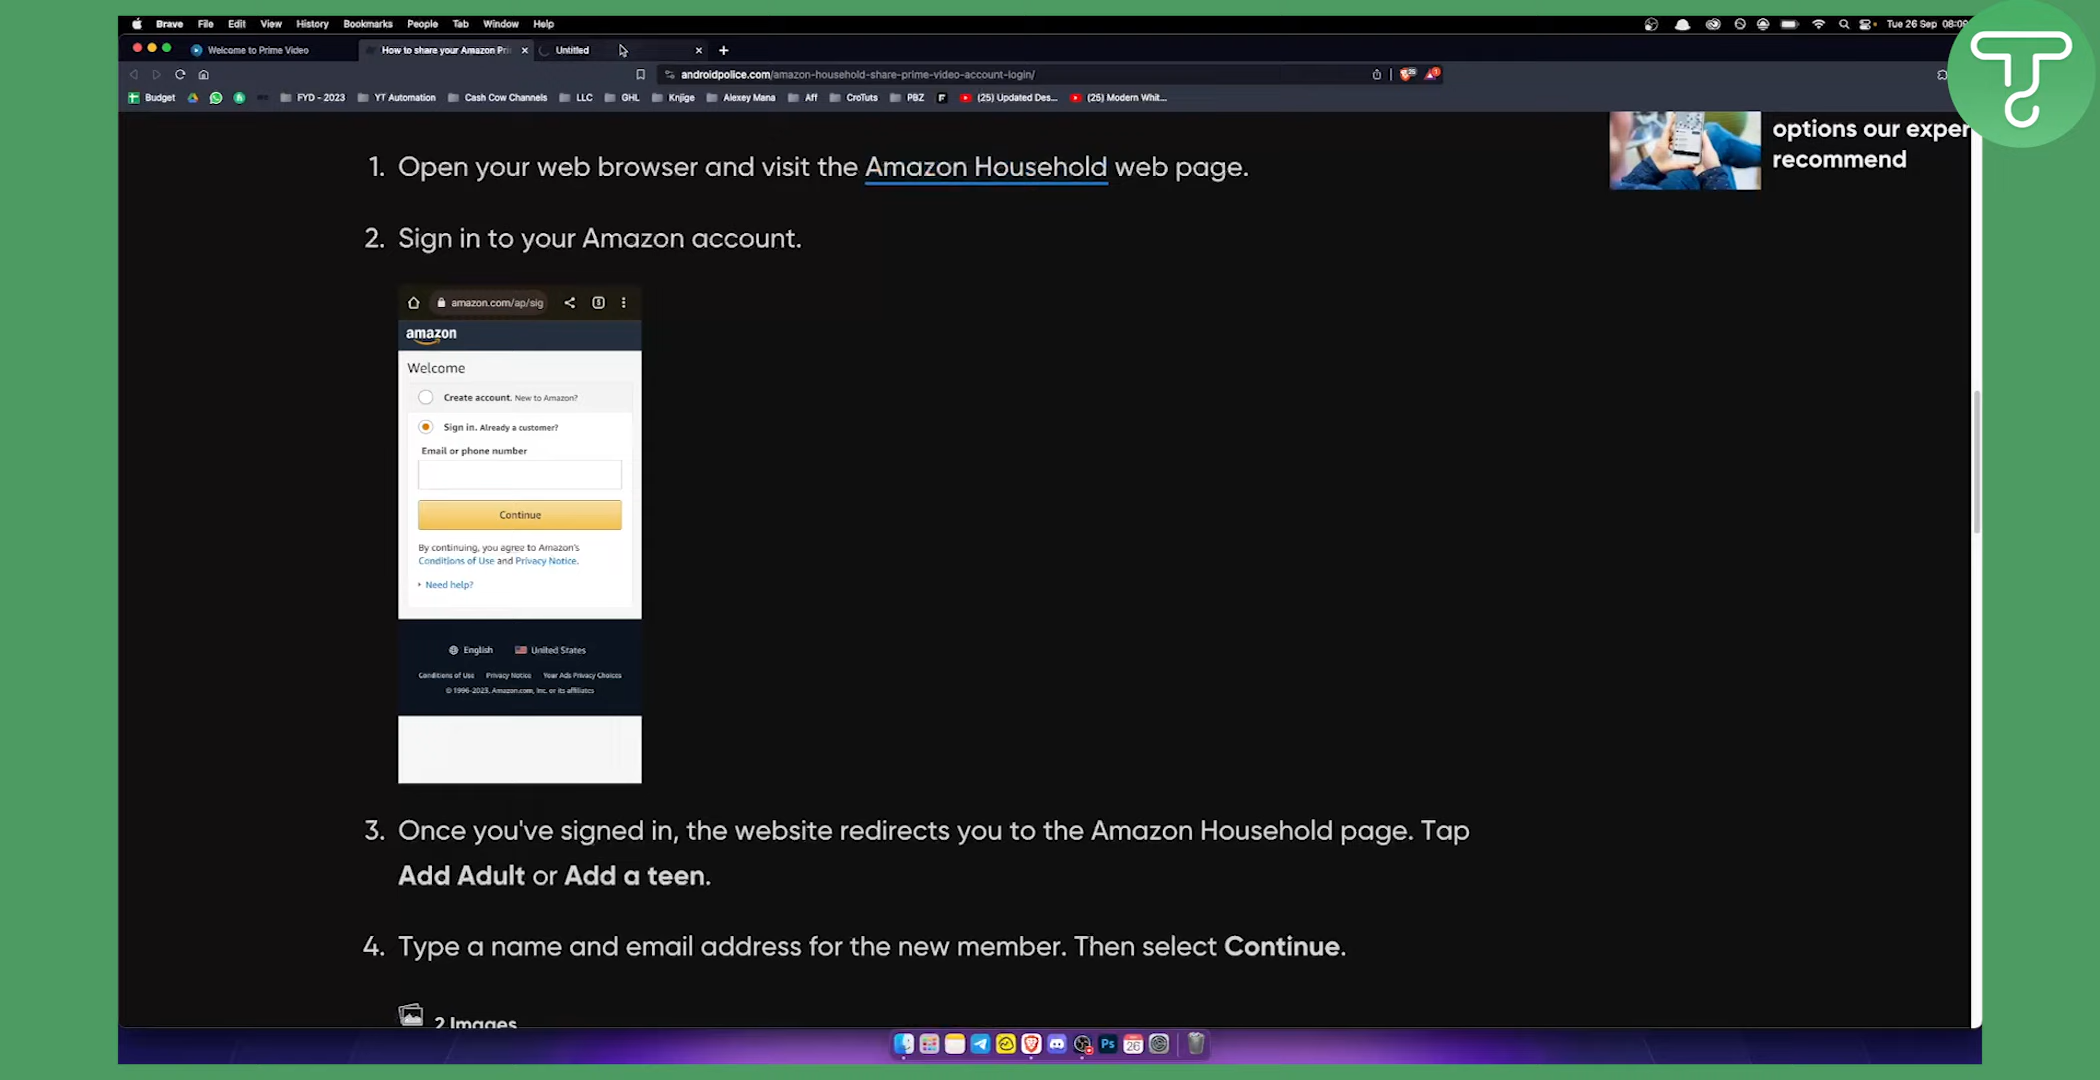 Brave File Edit View History Bookmarks People Tab Window Help
Tue 26 Sep 08:09
Welcome to Prime Video
How to share your Amazon Pri
Untitled
androidpolice.com/amazon-household-share-prime-video-account-login/
Budget FYD - 2023 YT Automation Cash Cow Channels LLC GHL Knjige Alexey Mana Aff CroTuts PBZ (25) Updated Des... (25) Modern Whit...
options our exper
recommend
1. Open your web browser and visit the Amazon Household web page.
2. Sign in to your Amazon account.
amazon.com/ap/sig
amazon
Welcome
Create account. New to Amazon?
Sign in. Already a customer?
Email or phone number
Continue
By continuing, you agree to Amazon's
Conditions of Use and Privacy Notice.
Need help?
English United States
Conditions of Use Privacy Notice Your Ads Privacy Choices
© 1996-2023, Amazon.com, Inc. or its affiliates
3. Once you've signed in, the website redirects you to the Amazon Household page. Tap
Add Adult or Add a teen.
4. Type a name and email address for the new member. Then select Continue.
2 Images
Ps
26